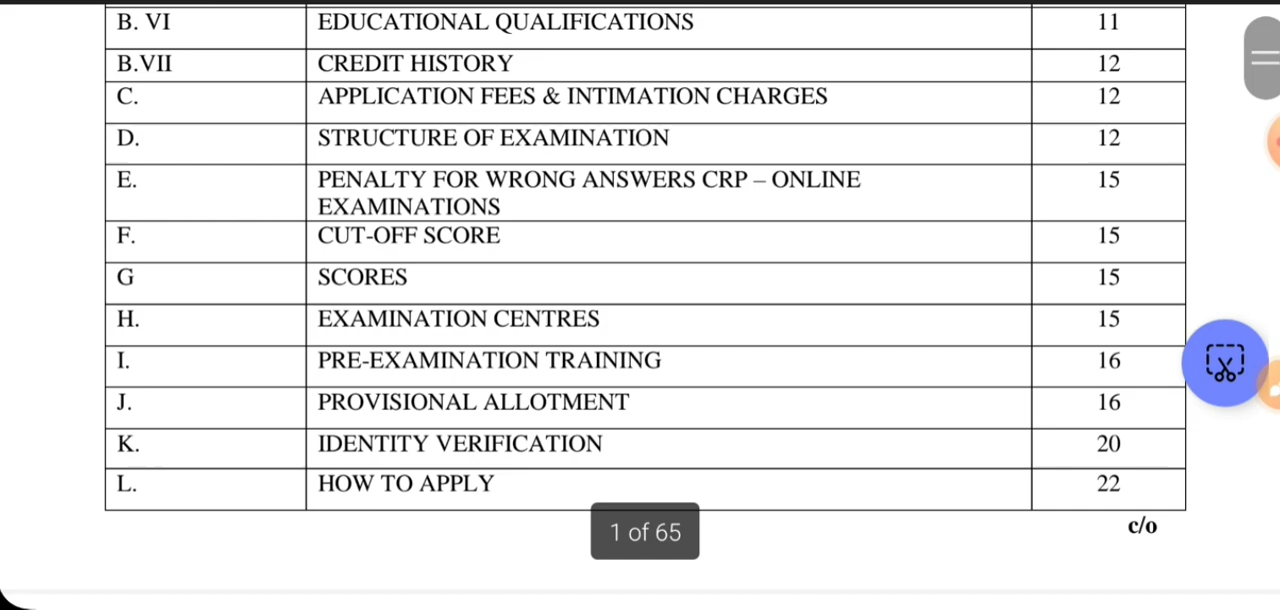 B. VI EDUCATIONAL QUALIFICATIONS 11
B.VII CREDIT HISTORY 12
C. APPLICATION FEES & INTIMATION CHARGES 12
D. STRUCTURE OF EXAMINATION 12
E. PENALTY FOR WRONG ANSWERS CRP – ONLINE 15
EXAMINATIONS
F. CUT-OFF SCORE 15
G SCORES 15
H. EXAMINATION CENTRES 15
I. PRE-EXAMINATION TRAINING 16
J. PROVISIONAL ALLOTMENT 16
K. IDENTITY VERIFICATION 20
L. HOW TO APPLY 22
c/o
1 of 65